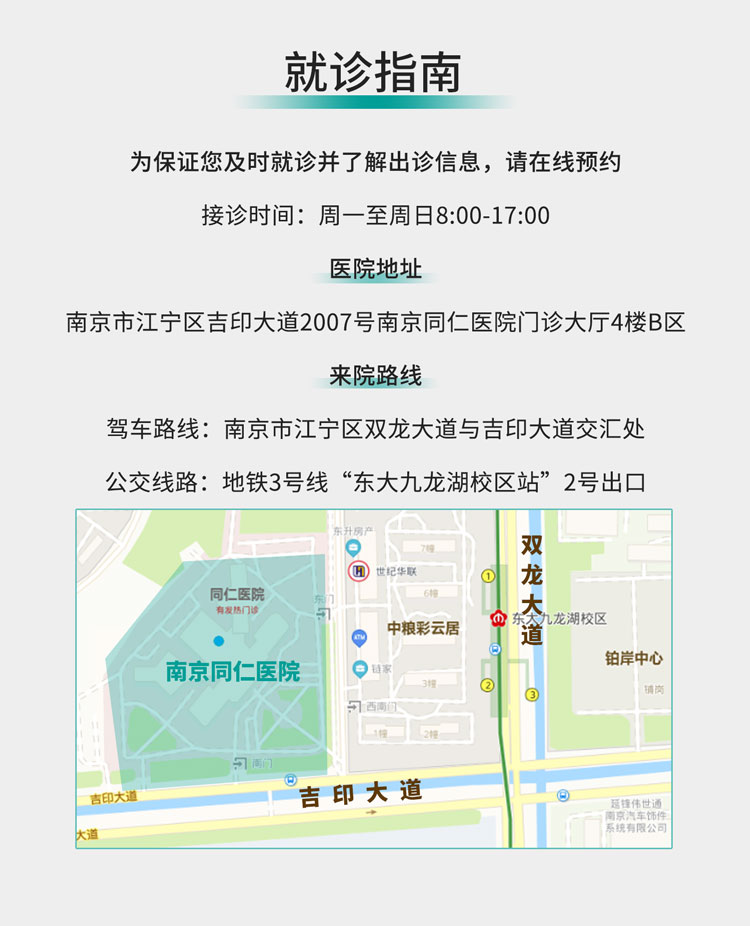 就诊指南
为保证您及时就诊并了解出诊信息，请在线预约
接诊时间：周一至周日8:00-17:00
医院地址
南京市江宁区吉印大道2007号南京同仁医院门诊大厅4楼B区
来院路线
驾车路线：南京市江宁区双龙大道与吉印大道交汇处
公交线路：地铁3号线“东大九龙湖校区站”2号出口
东升房产
7幢
世纪华联
双龙大道
1
同仁医院
有发热门诊
东门
6幢
中粮彩云居
东大九龙湖校区
ATM
链家
铂岸中心
南京同仁医院
3幢
2
3
铺岗
西南门
1幢
2幢
南门
吉印大道
吉印大道
延锋伟世通
南京汽车饰件
系统有限公司
大道